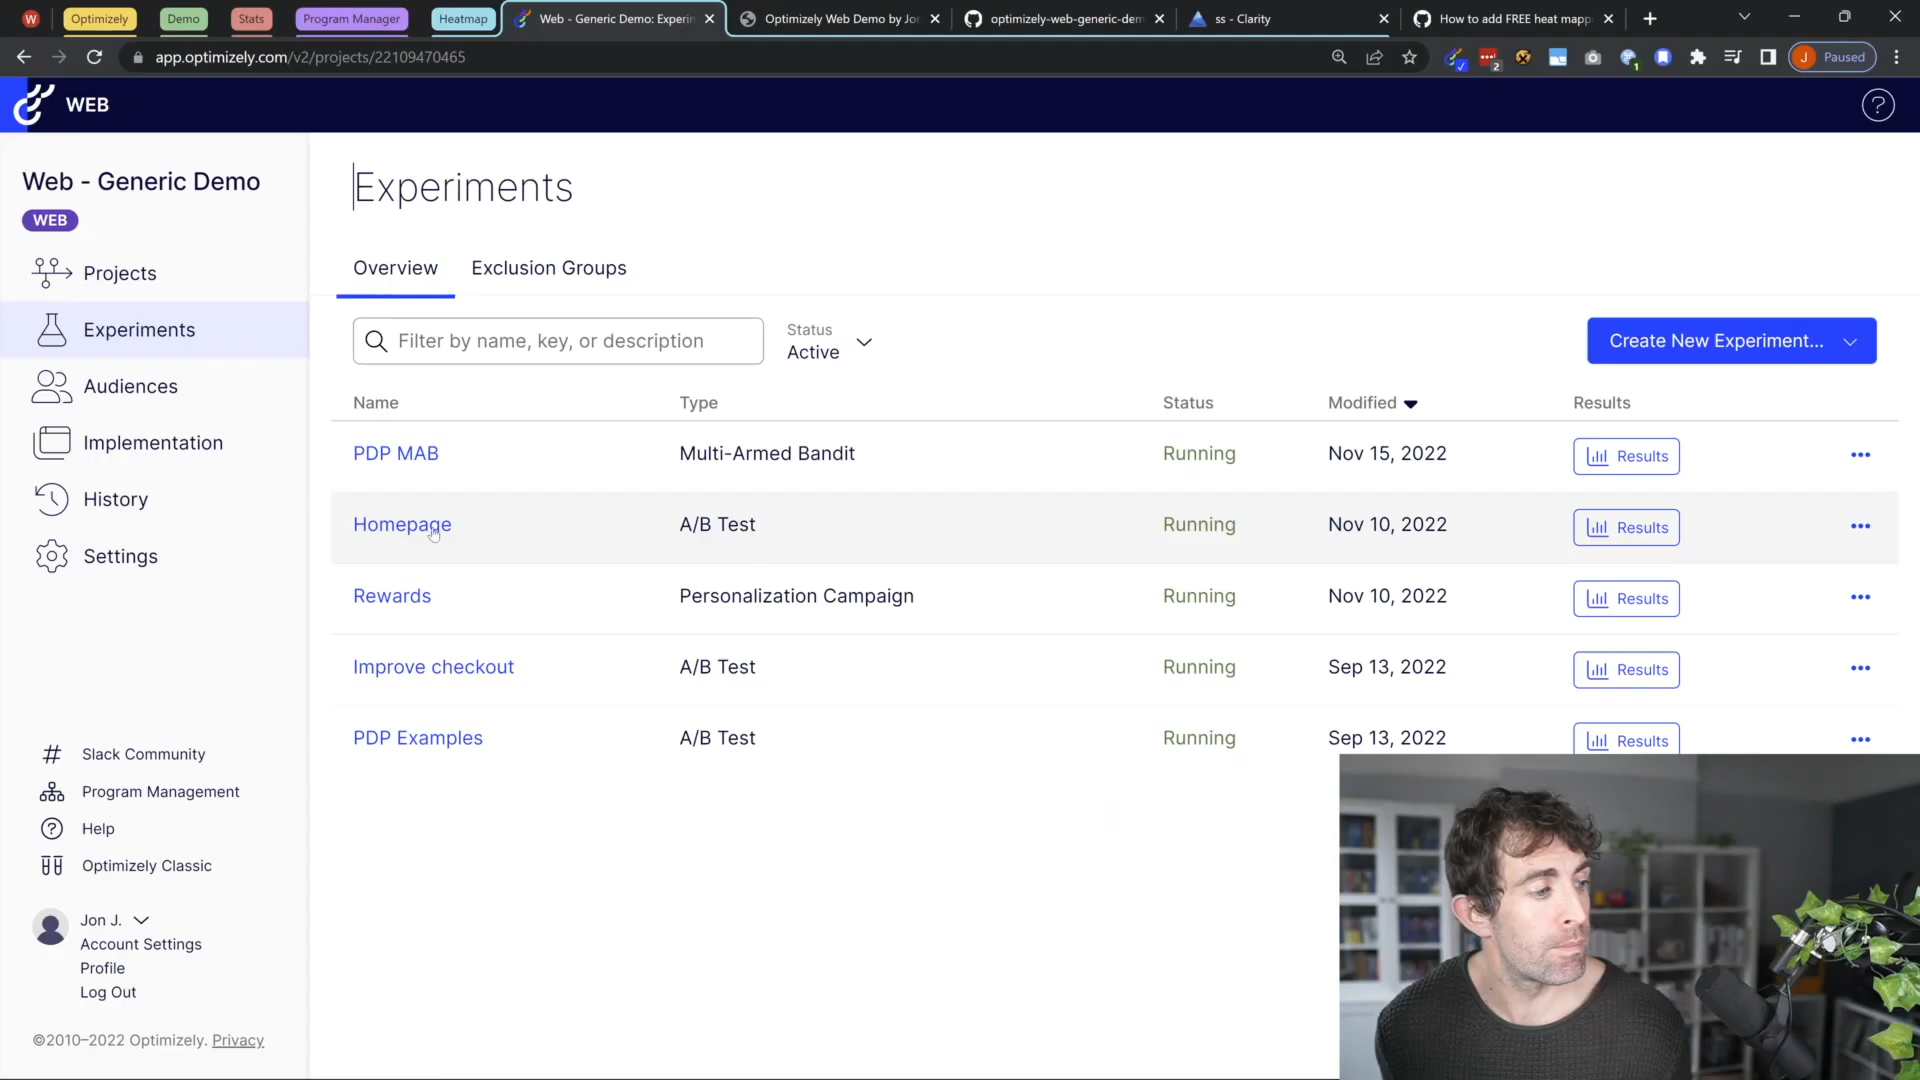 W
Optimizely
Demo
Stats
Program Manager
Heatmap
Web - Generic Demo: Experin
Optimizely Web Demo by Jor
optimizely-web-generic-dem
ss - Clarity
How to add FREE heat mapp
app.optimizely.com/v2/projects/22109470465
2
1
J
Paused
WEB
?
Web - Generic Demo
WEB
Projects
Experiments
Audiences
Implementation
History
Settings
Slack Community
Program Management
Help
Optimizely Classic
Jon J.
Account Settings
Profile
Log Out
©2010–2022 Optimizely. Privacy
Experiments
Overview Exclusion Groups
Filter by name, key, or description
Status
Active
Create New Experiment...
Name Type Status Modified Results
PDP MAB Multi-Armed Bandit Running Nov 15, 2022 Results
Homepage A/B Test Running Nov 10, 2022 Results
Rewards Personalization Campaign Running Nov 10, 2022 Results
Improve checkout A/B Test Running Sep 13, 2022 Results
PDP Examples A/B Test Running Sep 13, 2022 Results